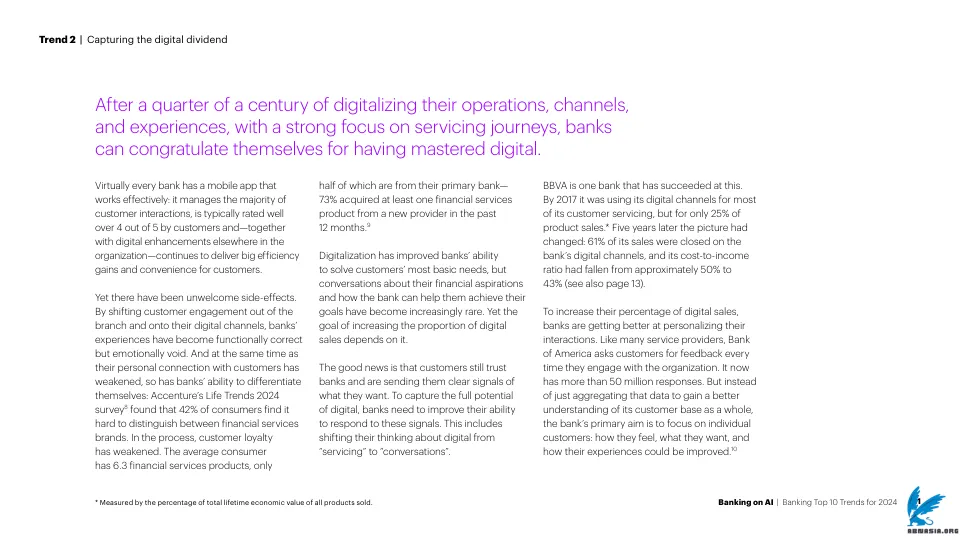 Trend 2 | Capturing the digital dividend
After a quarter of a century of digitalizing their operations, channels,
and experiences, with a strong focus on servicing journeys, banks
can congratulate themselves for having mastered digital.
Virtually every bank has a mobile app that
works effectively: it manages the majority of
customer interactions, is typically rated well
over 4 out of 5 by customers and—together
with digital enhancements elsewhere in the
organization—continues to deliver big efficiency
gains and convenience for customers.
Yet there have been unwelcome side-effects.
By shifting customer engagement out of the
branch and onto their digital channels, banks'
experiences have become functionally correct
but emotionally void. And at the same time as
their personal connection with customers has
weakened, so has banks' ability to differentiate
themselves: Accenture's Life Trends 2024
survey⁸ found that 42% of consumers find it
hard to distinguish between financial services
brands. In the process, customer loyalty
has weakened. The average consumer
has 6.3 financial services products, only
half of which are from their primary bank—
73% acquired at least one financial services
product from a new provider in the past
12 months.⁹
Digitalization has improved banks' ability
to solve customers' most basic needs, but
conversations about their financial aspirations
and how the bank can help them achieve their
goals have become increasingly rare. Yet the
goal of increasing the proportion of digital
sales depends on it.
The good news is that customers still trust
banks and are sending them clear signals of
what they want. To capture the full potential
of digital, banks need to improve their ability
to respond to these signals. This includes
shifting their thinking about digital from
"servicing" to "conversations".
BBVA is one bank that has succeeded at this.
By 2017 it was using its digital channels for most
of its customer servicing, but for only 25% of
product sales.* Five years later the picture had
changed: 61% of its sales were closed on the
bank's digital channels, and its cost-to-income
ratio had fallen from approximately 50% to
43% (see also page 13).
To increase their percentage of digital sales,
banks are getting better at personalizing their
interactions. Like many service providers, Bank
of America asks customers for feedback every
time they engage with the organization. It now
has more than 50 million responses. But instead
of just aggregating that data to gain a better
understanding of its customer base as a whole,
the bank's primary aim is to focus on individual
customers: how they feel, what they want, and
how their experiences could be improved.¹⁰
* Measured by the percentage of total lifetime economic value of all products sold.
Banking on AI | Banking Top 10 Trends for 2024